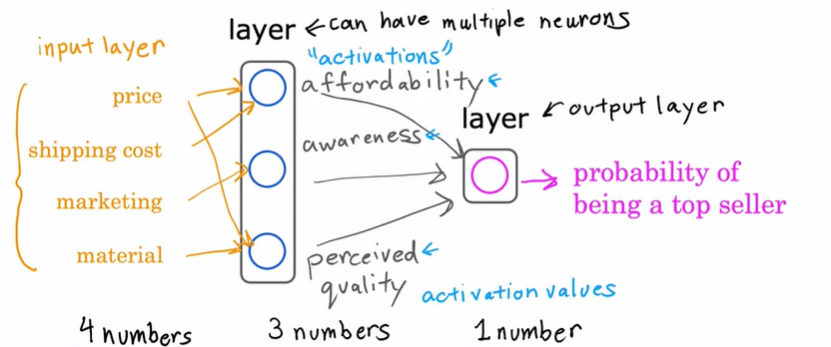 layer ←can have multiple neurons
input layer
"activations"
price
affordability
layer
output layer
shipping cost
awareness
marketing
probability of
being a top seller
material
perceived
quality
activation values
4 numbers
3 numbers
1 number